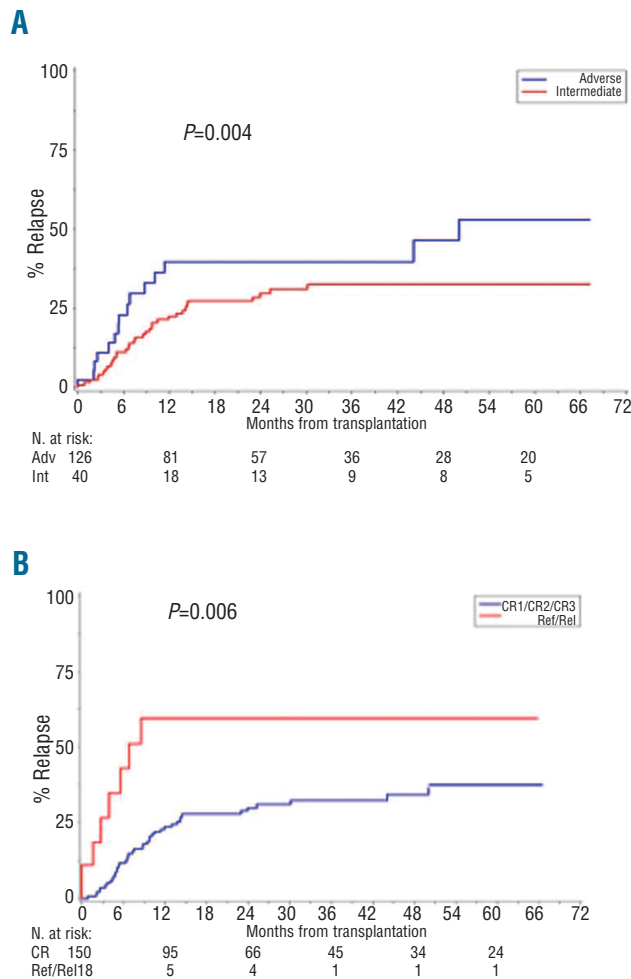 A
100
75
50
25
0
% Relapse
P=0.004
Adverse
Intermediate
0 6 12 18 24 30 36 42 48 54 60 66 72
Months from transplantation
N. at risk:
Adv 126 81 57 36 28 20
Int 40 18 13 9 8 5
B
100
75
50
25
0
% Relapse
P=0.006
CR1/CR2/CR3
Ref/Rel
0 6 12 18 24 30 36 42 48 54 60 66 72
Months from transplantation
N. at risk:
CR 150 95 66 45 34 24
Ref/Rel18 5 4 1 1 1